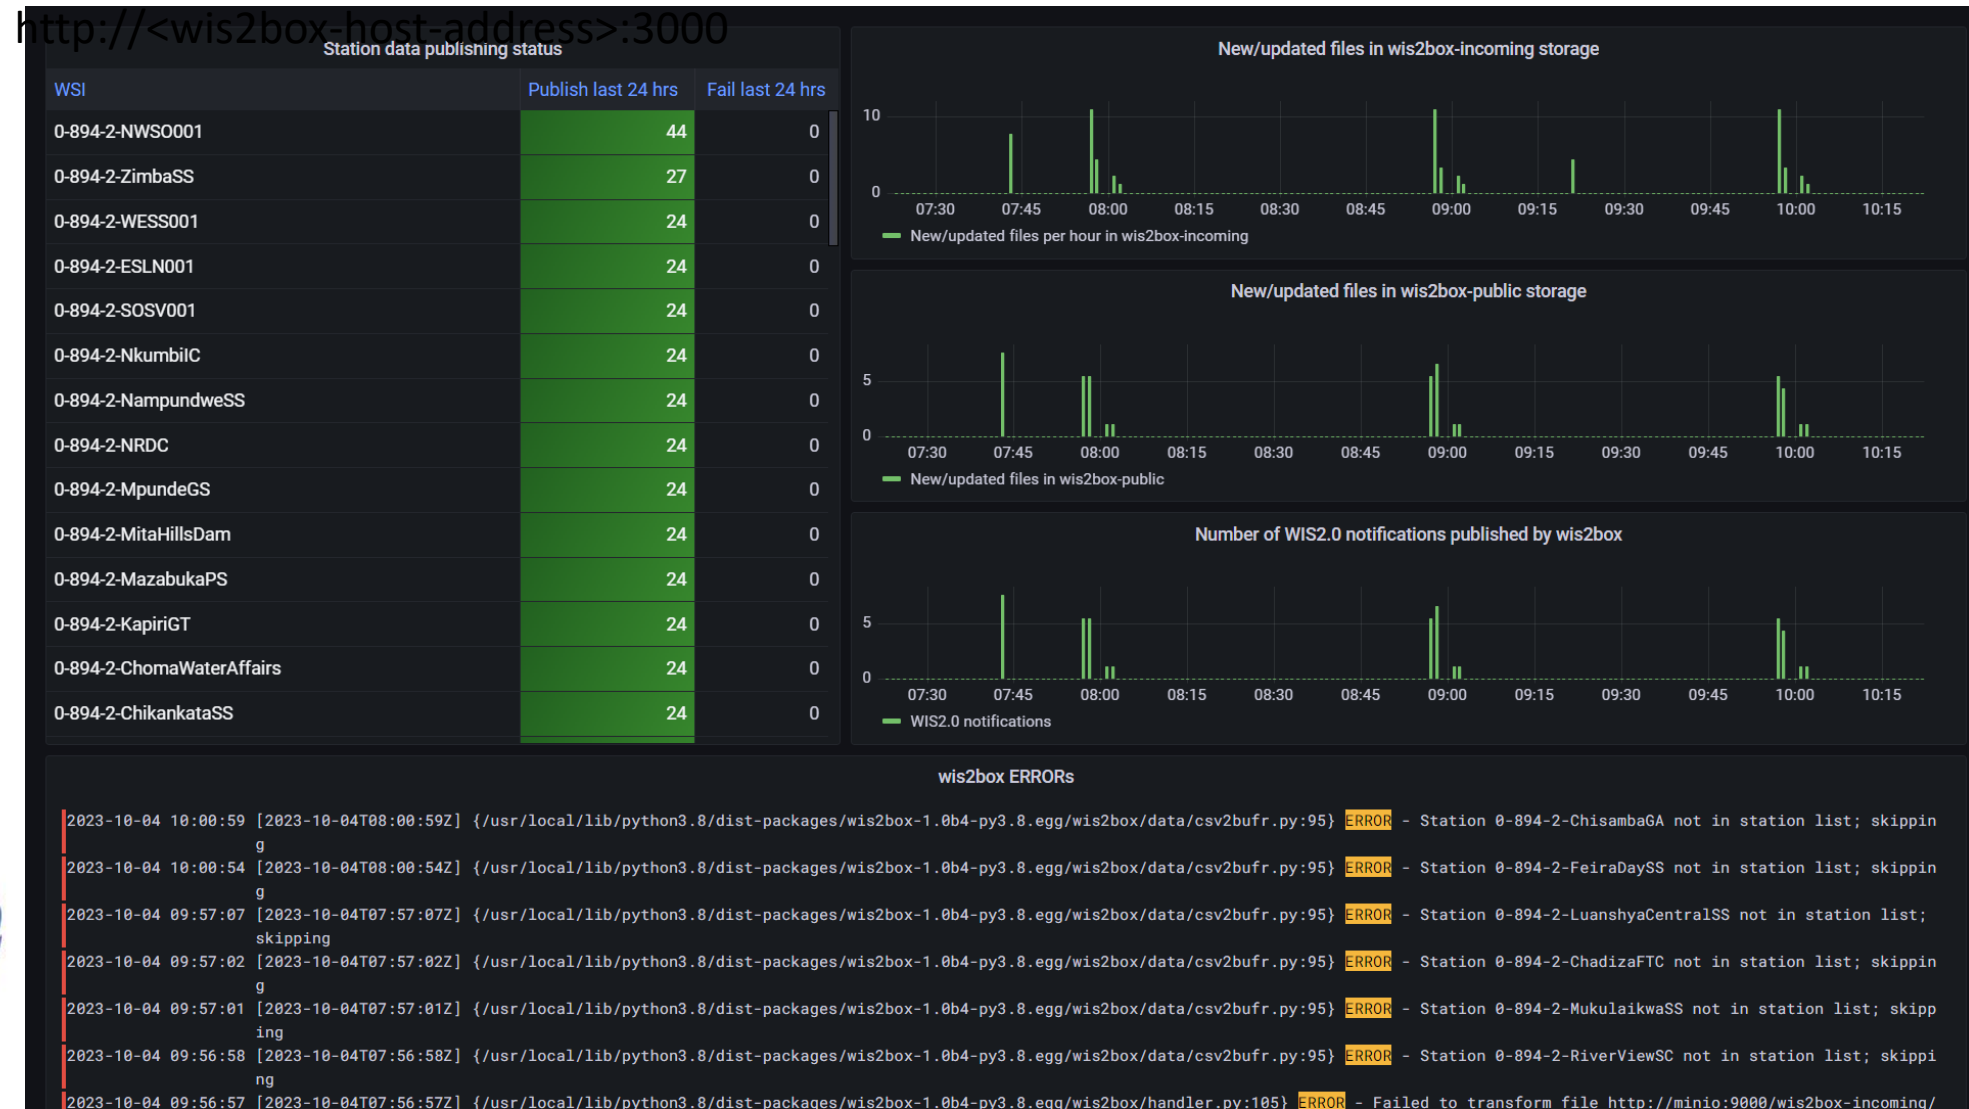 http://<wis2box-host-address>:3000
Station data publishing status
WSI Publish last 24 hrs Fail last 24 hrs
0-894-2-NWSO001 44 0
0-894-2-ZimbaSS 27 0
0-894-2-WESS001 24 0
0-894-2-ESLN001 24 0
0-894-2-SOSV001 24 0
0-894-2-NkumbiIC 24 0
0-894-2-NampundweSS 24 0
0-894-2-NRDC 24 0
0-894-2-MpundeGS 24 0
0-894-2-MitaHillsDam 24 0
0-894-2-MazabukaPS 24 0
0-894-2-KapiriGT 24 0
0-894-2-ChomaWaterAffairs 24 0
0-894-2-ChikankataSS 24 0
New/updated files in wis2box-incoming storage
10
0
07:30 07:45 08:00 08:15 08:30 08:45 09:00 09:15 09:30 09:45 10:00 10:15
New/updated files per hour in wis2box-incoming
New/updated files in wis2box-public storage
5
0
07:30 07:45 08:00 08:15 08:30 08:45 09:00 09:15 09:30 09:45 10:00 10:15
New/updated files in wis2box-public
Number of WIS2.0 notifications published by wis2box
5
0
07:30 07:45 08:00 08:15 08:30 08:45 09:00 09:15 09:30 09:45 10:00 10:15
WIS2.0 notifications
wis2box ERRORs
2023-10-04 10:00:59 [2023-10-04T08:00:59Z] {/usr/local/lib/python3.8/dist-packages/wis2box-1.0b4-py3.8.egg/wis2box/data/csv2bufr.py:95} ERROR - Station 0-894-2-ChisambaGA not in station list; skippin
g
2023-10-04 10:00:54 [2023-10-04T08:00:54Z] {/usr/local/lib/python3.8/dist-packages/wis2box-1.0b4-py3.8.egg/wis2box/data/csv2bufr.py:95} ERROR - Station 0-894-2-FeiraDaySS not in station list; skippin
g
2023-10-04 09:57:07 [2023-10-04T07:57:07Z] {/usr/local/lib/python3.8/dist-packages/wis2box-1.0b4-py3.8.egg/wis2box/data/csv2bufr.py:95} ERROR - Station 0-894-2-LuanshyaCentralSS not in station list;
skipping
2023-10-04 09:57:02 [2023-10-04T07:57:02Z] {/usr/local/lib/python3.8/dist-packages/wis2box-1.0b4-py3.8.egg/wis2box/data/csv2bufr.py:95} ERROR - Station 0-894-2-ChadizaFTC not in station list; skippin
g
2023-10-04 09:57:01 [2023-10-04T07:57:01Z] {/usr/local/lib/python3.8/dist-packages/wis2box-1.0b4-py3.8.egg/wis2box/data/csv2bufr.py:95} ERROR - Station 0-894-2-MukulaikwaSS not in station list; skipp
ing
2023-10-04 09:56:58 [2023-10-04T07:56:58Z] {/usr/local/lib/python3.8/dist-packages/wis2box-1.0b4-py3.8.egg/wis2box/data/csv2bufr.py:95} ERROR - Station 0-894-2-RiverViewSC not in station list; skippi
ng
2023-10-04 09:56:57 [2023-10-04T07:56:57Z] {/usr/local/lib/python3.8/dist-packages/wis2box-1.0b4-py3.8.egg/wis2box/handler.py:105} ERROR - Failed to transform file http://minio:9000/wis2box-incoming/